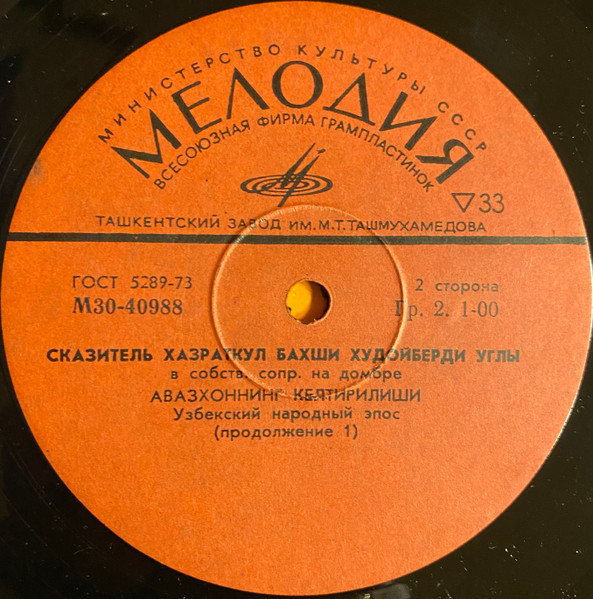 МИНИСТЕРСТВО КУЛЬТУРЫ СССР
МЕЛОДИЯ
ВСЕСОЮЗНАЯ ФИРМА ГРАМПЛАСТИНОК
▽33
ТАШКЕНТСКИЙ ЗАВОД ИМ. М.Т.ТАШМУХАМЕДОВА
ГОСТ 5289-73
М30-40988
2 сторона
Гр. 2. 1-00
СКАЗИТЕЛЬ ХАЗРАТКУЛ БАХШИ ХУДОЙБЕРДИ УГЛЫ
в собств. сопр. на домбре
АВАЗХОННИНГ КЕЛТИРИЛИШИ
Узбекский народный эпос
(продолжение 1)